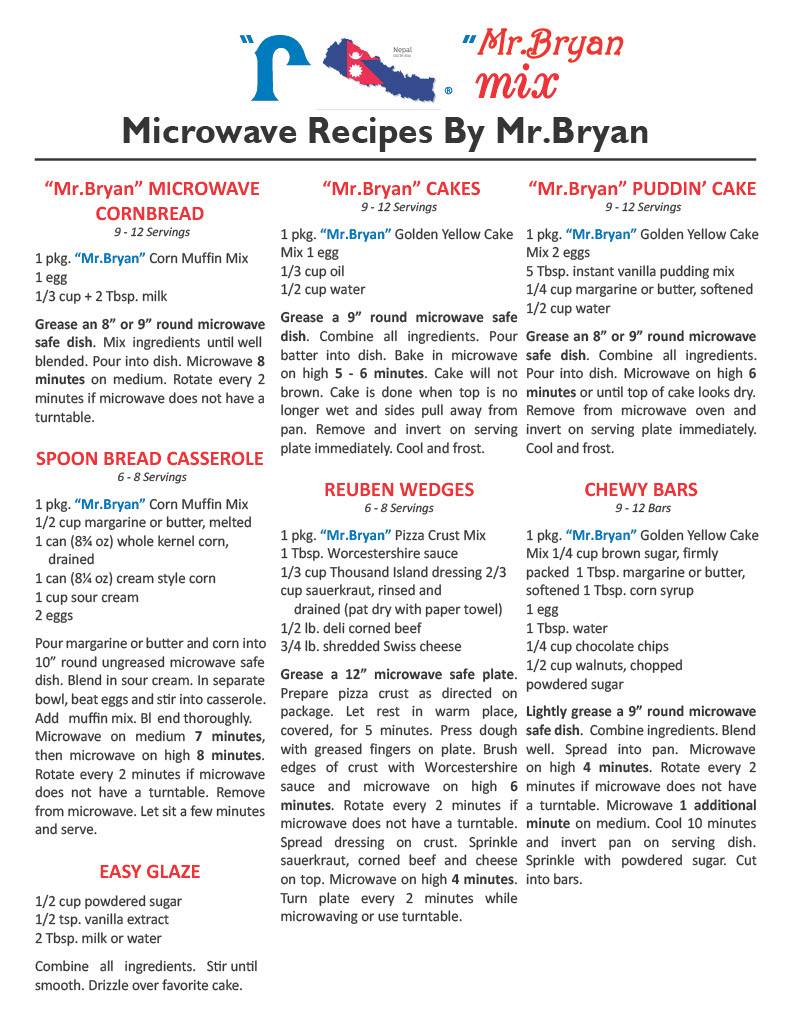 " r ® "Mr.Bryan
Nepal
mix
Microwave Recipes By Mr.Bryan
“Mr.Bryan” MICROWAVE
CORNBREAD
9 - 12 Servings
1 pkg. “Mr.Bryan” Corn Muffin Mix
1 egg
1/3 cup + 2 Tbsp. milk
Grease an 8” or 9” round microwave
safe dish. Mix ingredients until well
blended. Pour into dish. Microwave 8
minutes on medium. Rotate every 2
minutes if microwave does not have a
turntable.
SPOON BREAD CASSEROLE
6 - 8 Servings
1 pkg. “Mr.Bryan” Corn Muffin Mix
1/2 cup margarine or butter, melted
1 can (8¾ oz) whole kernel corn,
drained
1 can (8¼ oz) cream style corn
1 cup sour cream
2 eggs
Pour margarine or butter and corn into
10” round ungreased microwave safe
dish. Blend in sour cream. In separate
bowl, beat eggs and stir into casserole.
Add muffin mix. Bl end thoroughly.
Microwave on medium 7 minutes,
then microwave on high 8 minutes.
Rotate every 2 minutes if microwave
does not have a turntable. Remove
from microwave. Let sit a few minutes
and serve.
EASY GLAZE
1/2 cup powdered sugar
1/2 tsp. vanilla extract
2 Tbsp. milk or water
Combine all ingredients. Stir until
smooth. Drizzle over favorite cake.
“Mr.Bryan” CAKES
9 - 12 Servings
1 pkg. “Mr.Bryan” Golden Yellow Cake
Mix 1 egg
1/3 cup oil
1/2 cup water
Grease a 9” round microwave safe
dish. Combine all ingredients. Pour
batter into dish. Bake in microwave
on high 5 - 6 minutes. Cake will not
brown. Cake is done when top is no
longer wet and sides pull away from
pan. Remove and invert on serving
plate immediately. Cool and frost.
REUBEN WEDGES
6 - 8 Servings
1 pkg. “Mr.Bryan” Pizza Crust Mix
1 Tbsp. Worcestershire sauce
1/3 cup Thousand Island dressing 2/3
cup sauerkraut, rinsed and
drained (pat dry with paper towel)
1/2 lb. deli corned beef
3/4 lb. shredded Swiss cheese
Grease a 12” microwave safe plate.
Prepare pizza crust as directed on
package. Let rest in warm place,
covered, for 5 minutes. Press dough
with greased fingers on plate. Brush
edges of crust with Worcestershire
sauce and microwave on high 6
minutes. Rotate every 2 minutes if
microwave does not have a turntable.
Spread dressing on crust. Sprinkle
sauerkraut, corned beef and cheese
on top. Microwave on high 4 minutes.
Turn plate every 2 minutes while
microwaving or use turntable.
“Mr.Bryan” PUDDIN’ CAKE
9 - 12 Servings
1 pkg. “Mr.Bryan” Golden Yellow Cake
Mix 2 eggs
5 Tbsp. instant vanilla pudding mix
1/4 cup margarine or butter, softened
1/2 cup water
Grease an 8” or 9” round microwave
safe dish. Combine all ingredients.
Pour into dish. Microwave on high 6
minutes or until top of cake looks dry.
Remove from microwave oven and
invert on serving plate immediately.
Cool and frost.
CHEWY BARS
9 - 12 Bars
1 pkg. “Mr.Bryan” Golden Yellow Cake
Mix 1/4 cup brown sugar, firmly
packed 1 Tbsp. margarine or butter,
softened 1 Tbsp. corn syrup
1 egg
1 Tbsp. water
1/4 cup chocolate chips
1/2 cup walnuts, chopped
powdered sugar
Lightly grease a 9” round microwave
safe dish. Combine ingredients. Blend
well. Spread into pan. Microwave
on high 4 minutes. Rotate every 2
minutes if microwave does not have
a turntable. Microwave 1 additional
minute on medium. Cool 10 minutes
and invert pan on serving dish.
Sprinkle with powdered sugar. Cut
into bars.